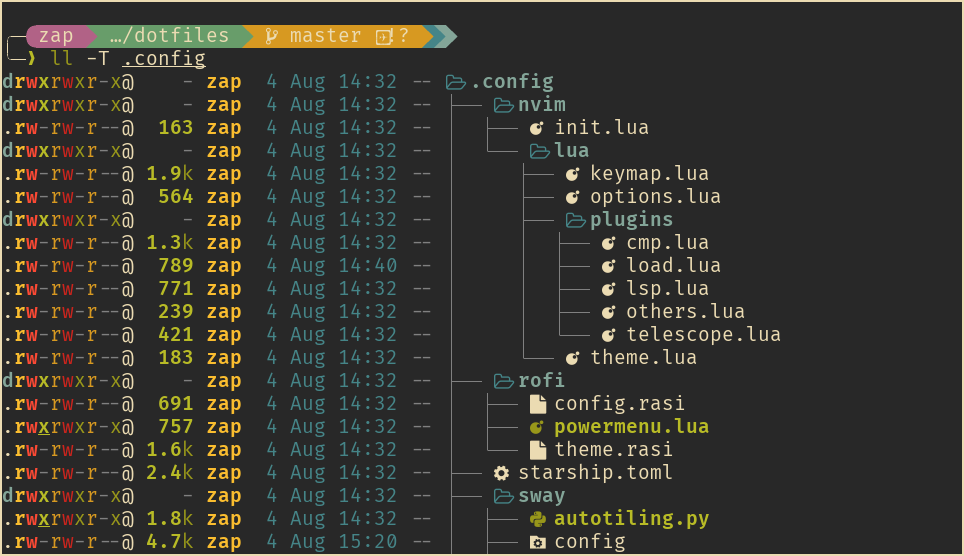 zap …/dotfiles master !?
❯ ll -T .config
drwxrwxr-x@ - zap 4 Aug 14:32 -- .config
drwxrwxr-x@ - zap 4 Aug 14:32 -- nvim
.rw-rw-r--@ 163 zap 4 Aug 14:32 -- init.lua
drwxrwxr-x@ - zap 4 Aug 14:32 -- lua
.rw-rw-r--@ 1.9k zap 4 Aug 14:32 -- keymap.lua
.rw-rw-r--@ 564 zap 4 Aug 14:32 -- options.lua
drwxrwxr-x@ - zap 4 Aug 14:32 -- plugins
.rw-rw-r--@ 1.3k zap 4 Aug 14:32 -- cmp.lua
.rw-rw-r--@ 789 zap 4 Aug 14:40 -- load.lua
.rw-rw-r--@ 771 zap 4 Aug 14:32 -- lsp.lua
.rw-rw-r--@ 239 zap 4 Aug 14:32 -- others.lua
.rw-rw-r--@ 421 zap 4 Aug 14:32 -- telescope.lua
.rw-rw-r--@ 183 zap 4 Aug 14:32 -- theme.lua
drwxrwxr-x@ - zap 4 Aug 14:32 -- rofi
.rw-rw-r--@ 691 zap 4 Aug 14:32 -- config.rasi
.rwxrwxr-x@ 757 zap 4 Aug 14:32 -- powermenu.lua
.rw-rw-r--@ 1.6k zap 4 Aug 14:32 -- theme.rasi
.rw-rw-r--@ 2.4k zap 4 Aug 14:32 -- starship.toml
drwxrwxr-x@ - zap 4 Aug 14:32 -- sway
.rwxrwxr-x@ 1.8k zap 4 Aug 14:32 -- autotiling.py
.rw-rw-r--@ 4.7k zap 4 Aug 15:20 -- config